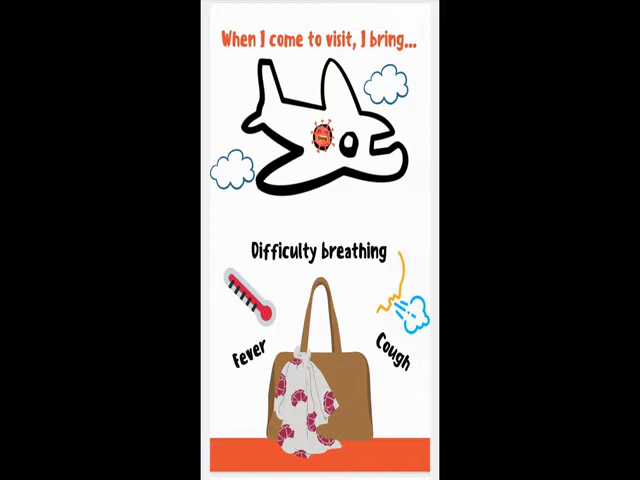 When I come to visit, I bring...
Difficulty breathing
Fever
Cough